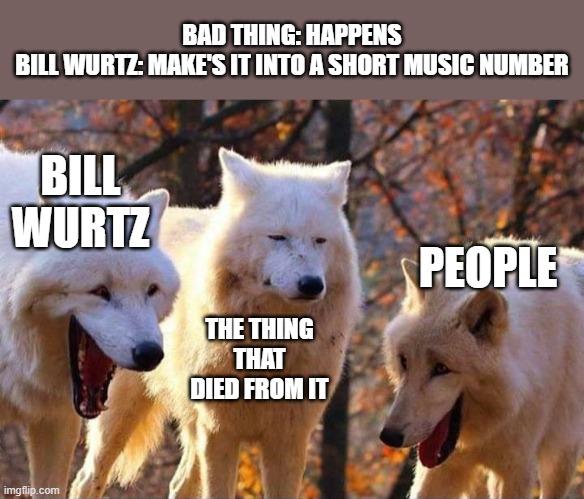 BAD THING: HAPPENS
BILL WURTZ: MAKE'S IT INTO A SHORT MUSIC NUMBER
BILL
WURTZ
PEOPLE
THE THING
THAT
DIED FROM IT
imgflip.com